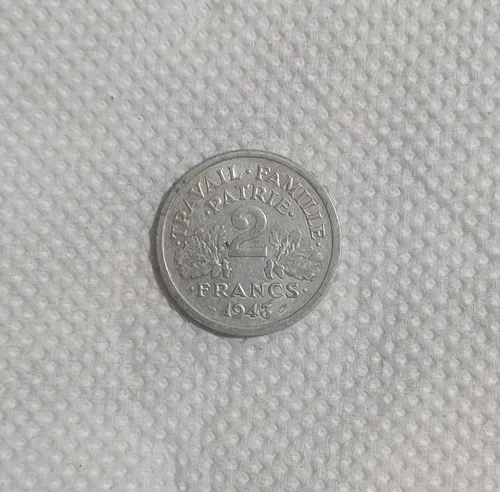 TRAVAIL · FAMILLE
· PATRIE ·
2
· FRANCS ·
1943